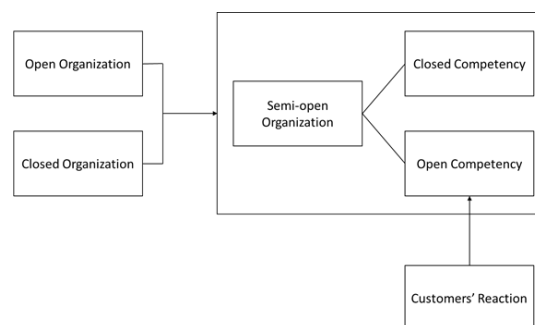 Open Organization
Closed Organization
Semi-open
Organization
Closed Competency
Open Competency
Customers' Reaction